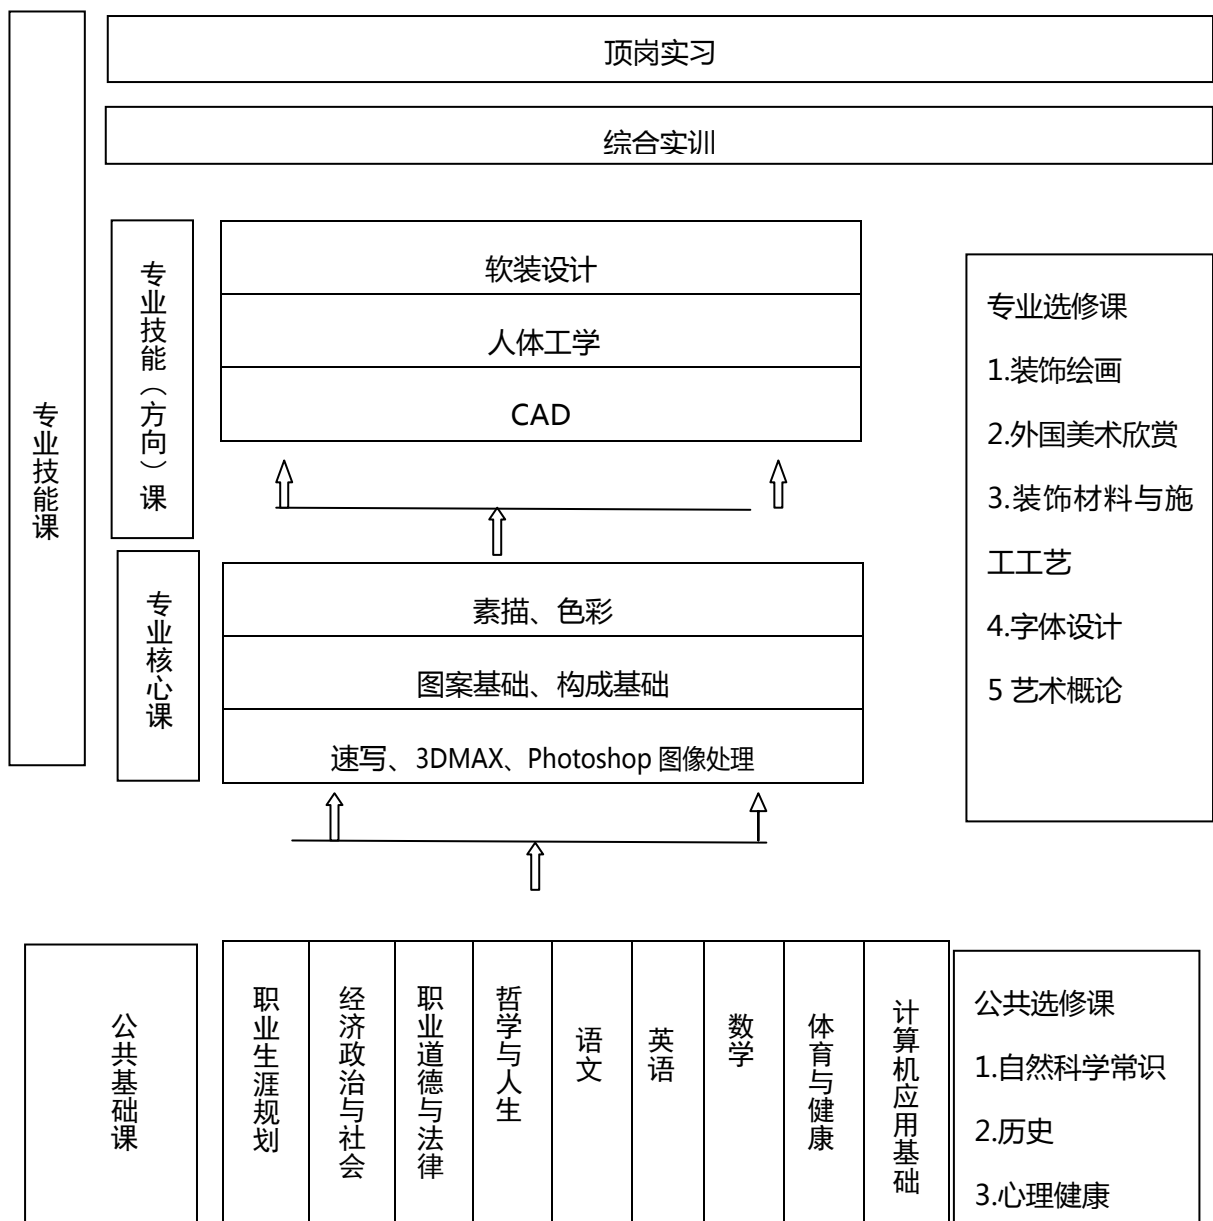 顶岗实习
综合实训
专业技能课
专业技能（方向）课
软装设计
人体工学
CAD
专业选修课
1.装饰绘画
2.外国美术欣赏
3.装饰材料与施
工工艺
4.字体设计
5 艺术概论
专业核心课
素描、色彩
图案基础、构成基础
速写、3DMAX、Photoshop 图像处理
公共基础课
职业生涯规划
经济政治与社会
职业道德与法律
哲学与人生
语文
英语
数学
体育与健康
计算机应用基础
公共选修课
1.自然科学常识
2.历史
3.心理健康